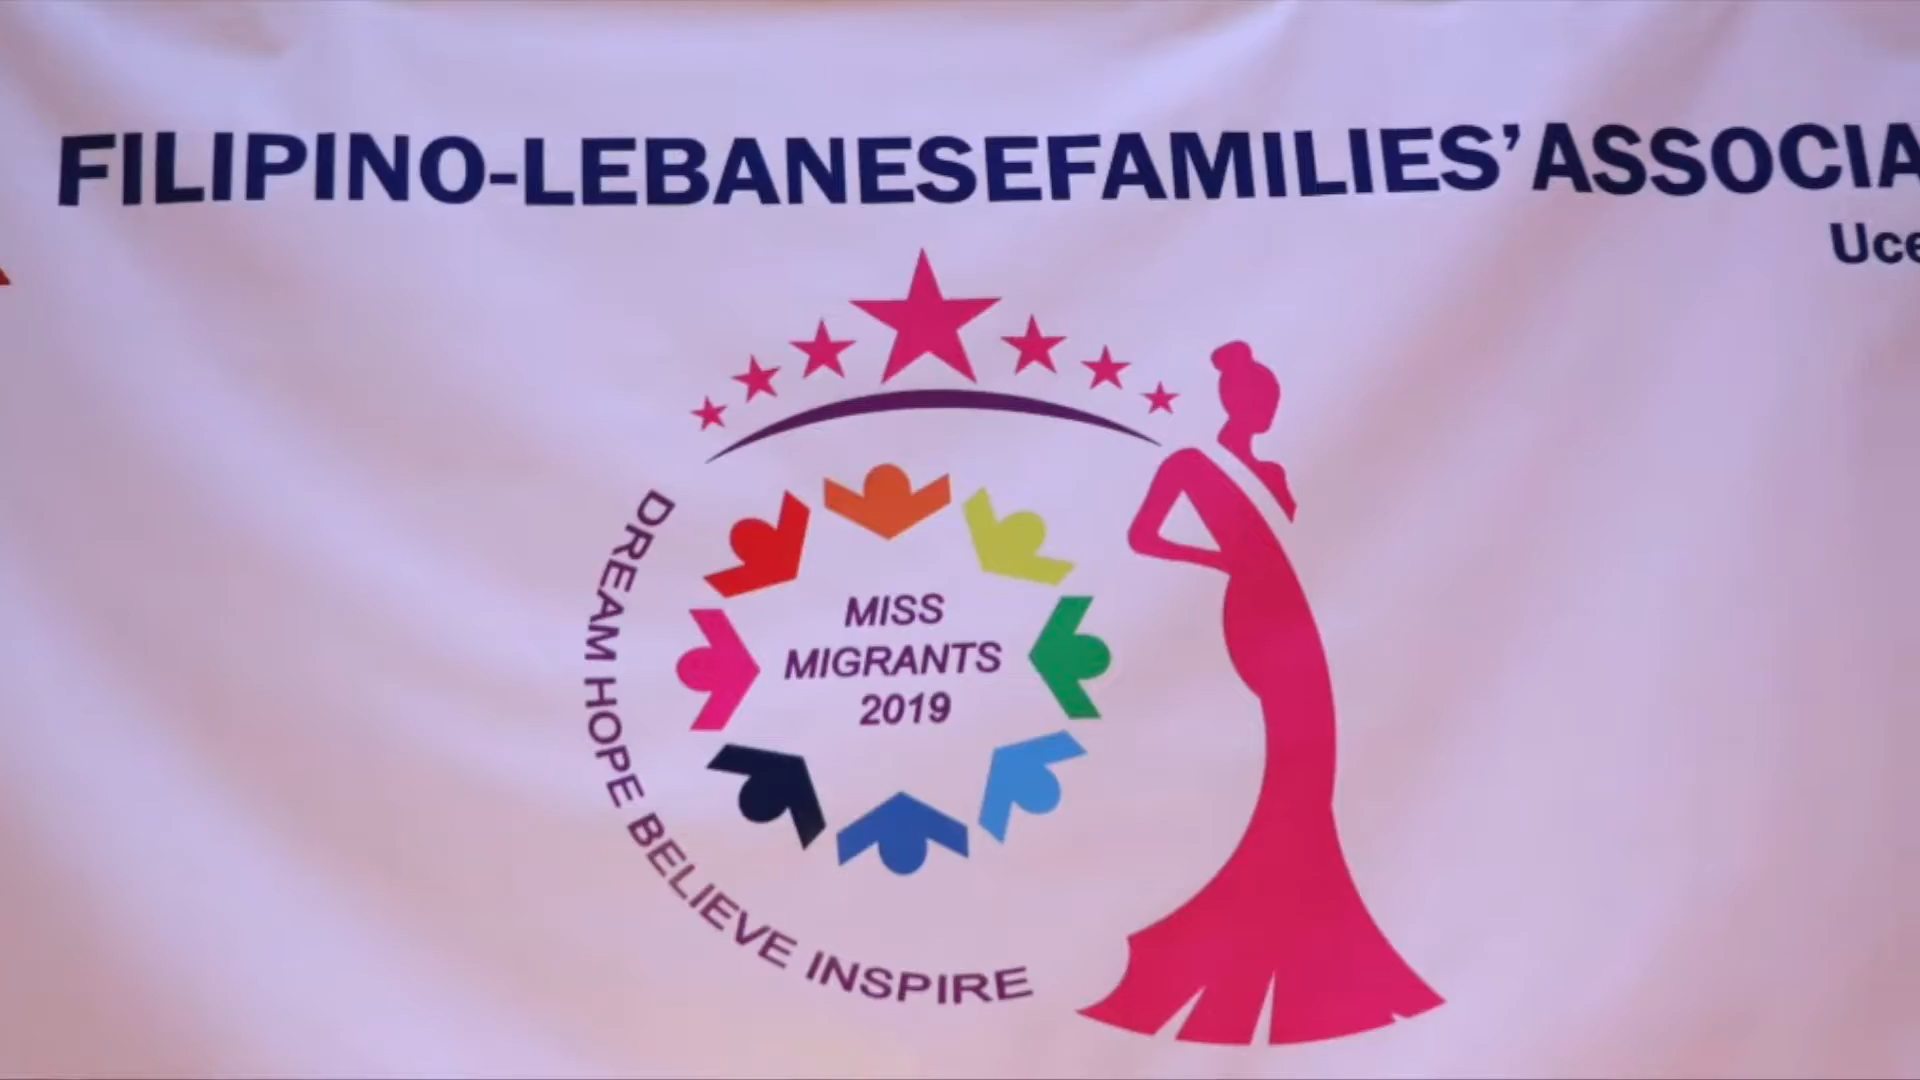 FILIPINO-LEBANESEFAMILIES’ASSOCIA
Uce
MISS
MIGRANTS
2019
DREAM HOPE BELIEVE INSPIRE